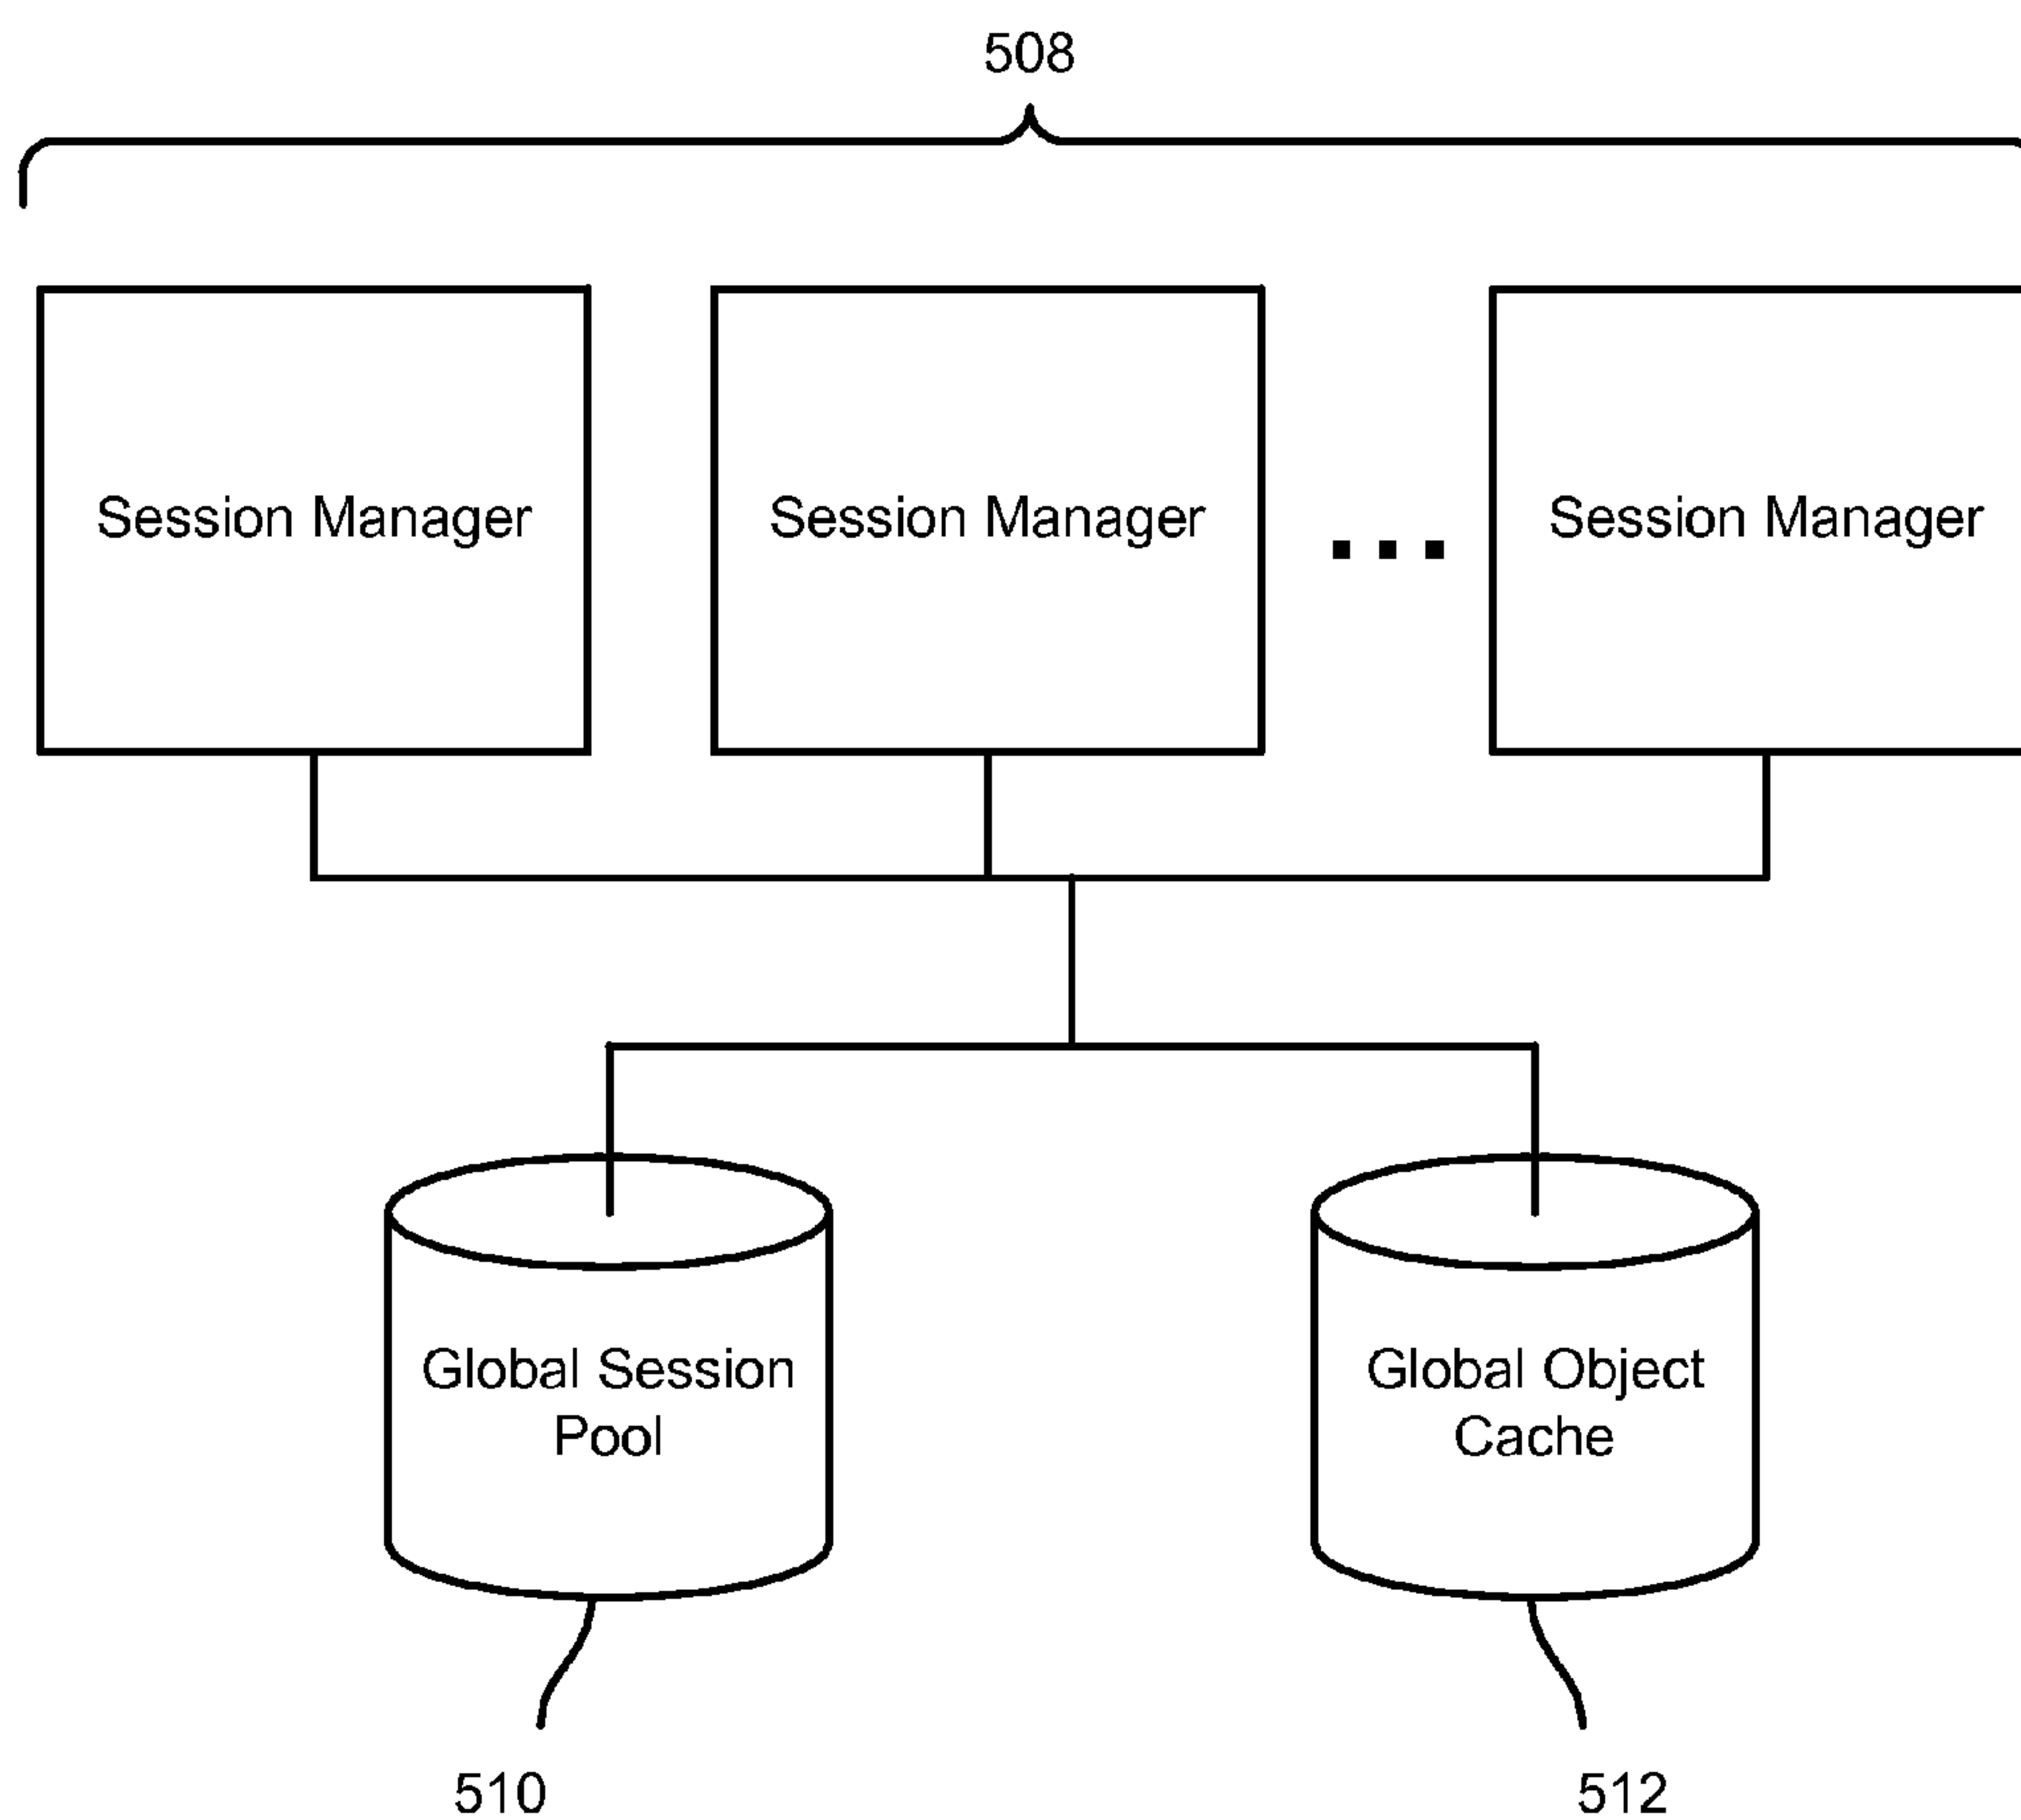 508
Session Manager
Session Manager
...
Session Manager
Global Session
Pool
Global Object
Cache
510
512